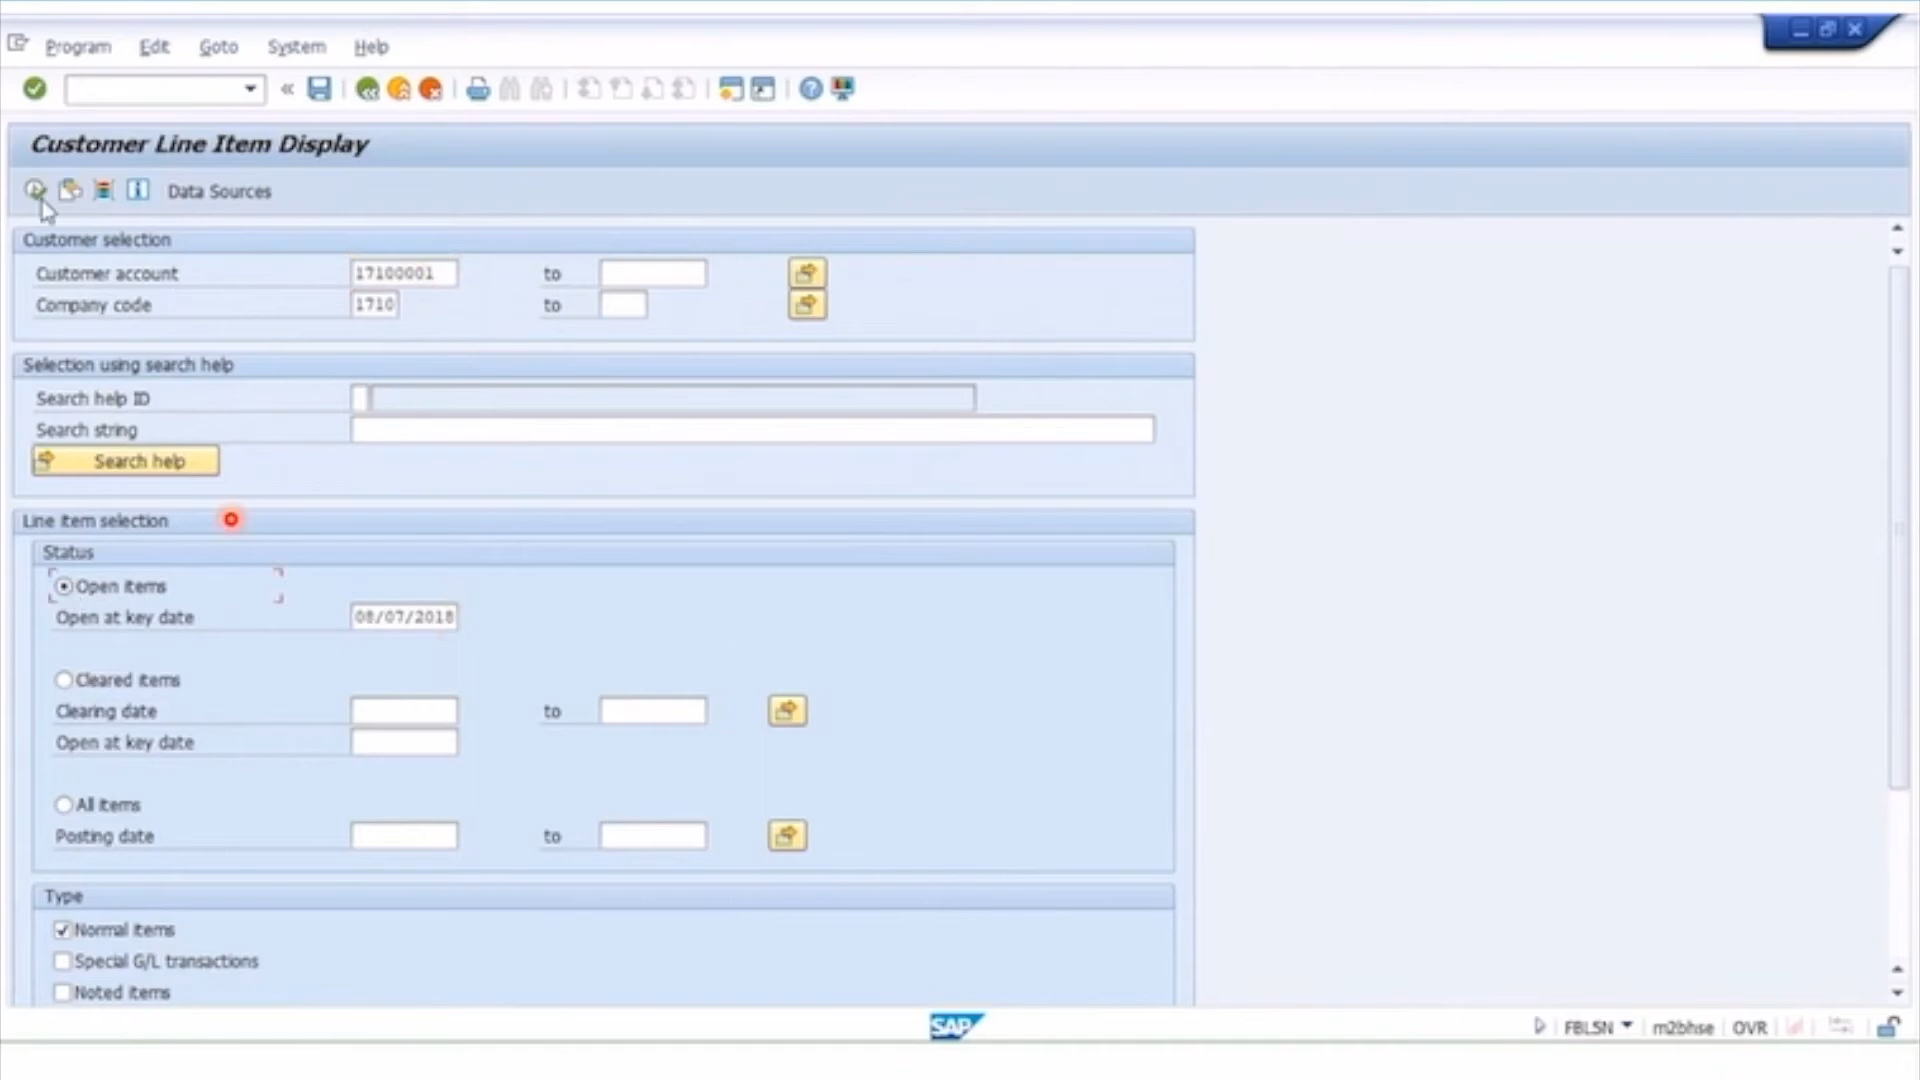 Program Edit Goto System Help
Customer Line Item Display
Data Sources
Customer selection
Customer account 17100001 to
Company code 1710 to
Selection using search help
Search help ID
Search string
Search help
Line item selection
Status
Open items
Open at key date 08/07/2018
Cleared items
Clearing date to
Open at key date
All items
Posting date to
Type
Normal items
Special G/L transactions
Noted items
SAP FBL5N m2bhse OVR